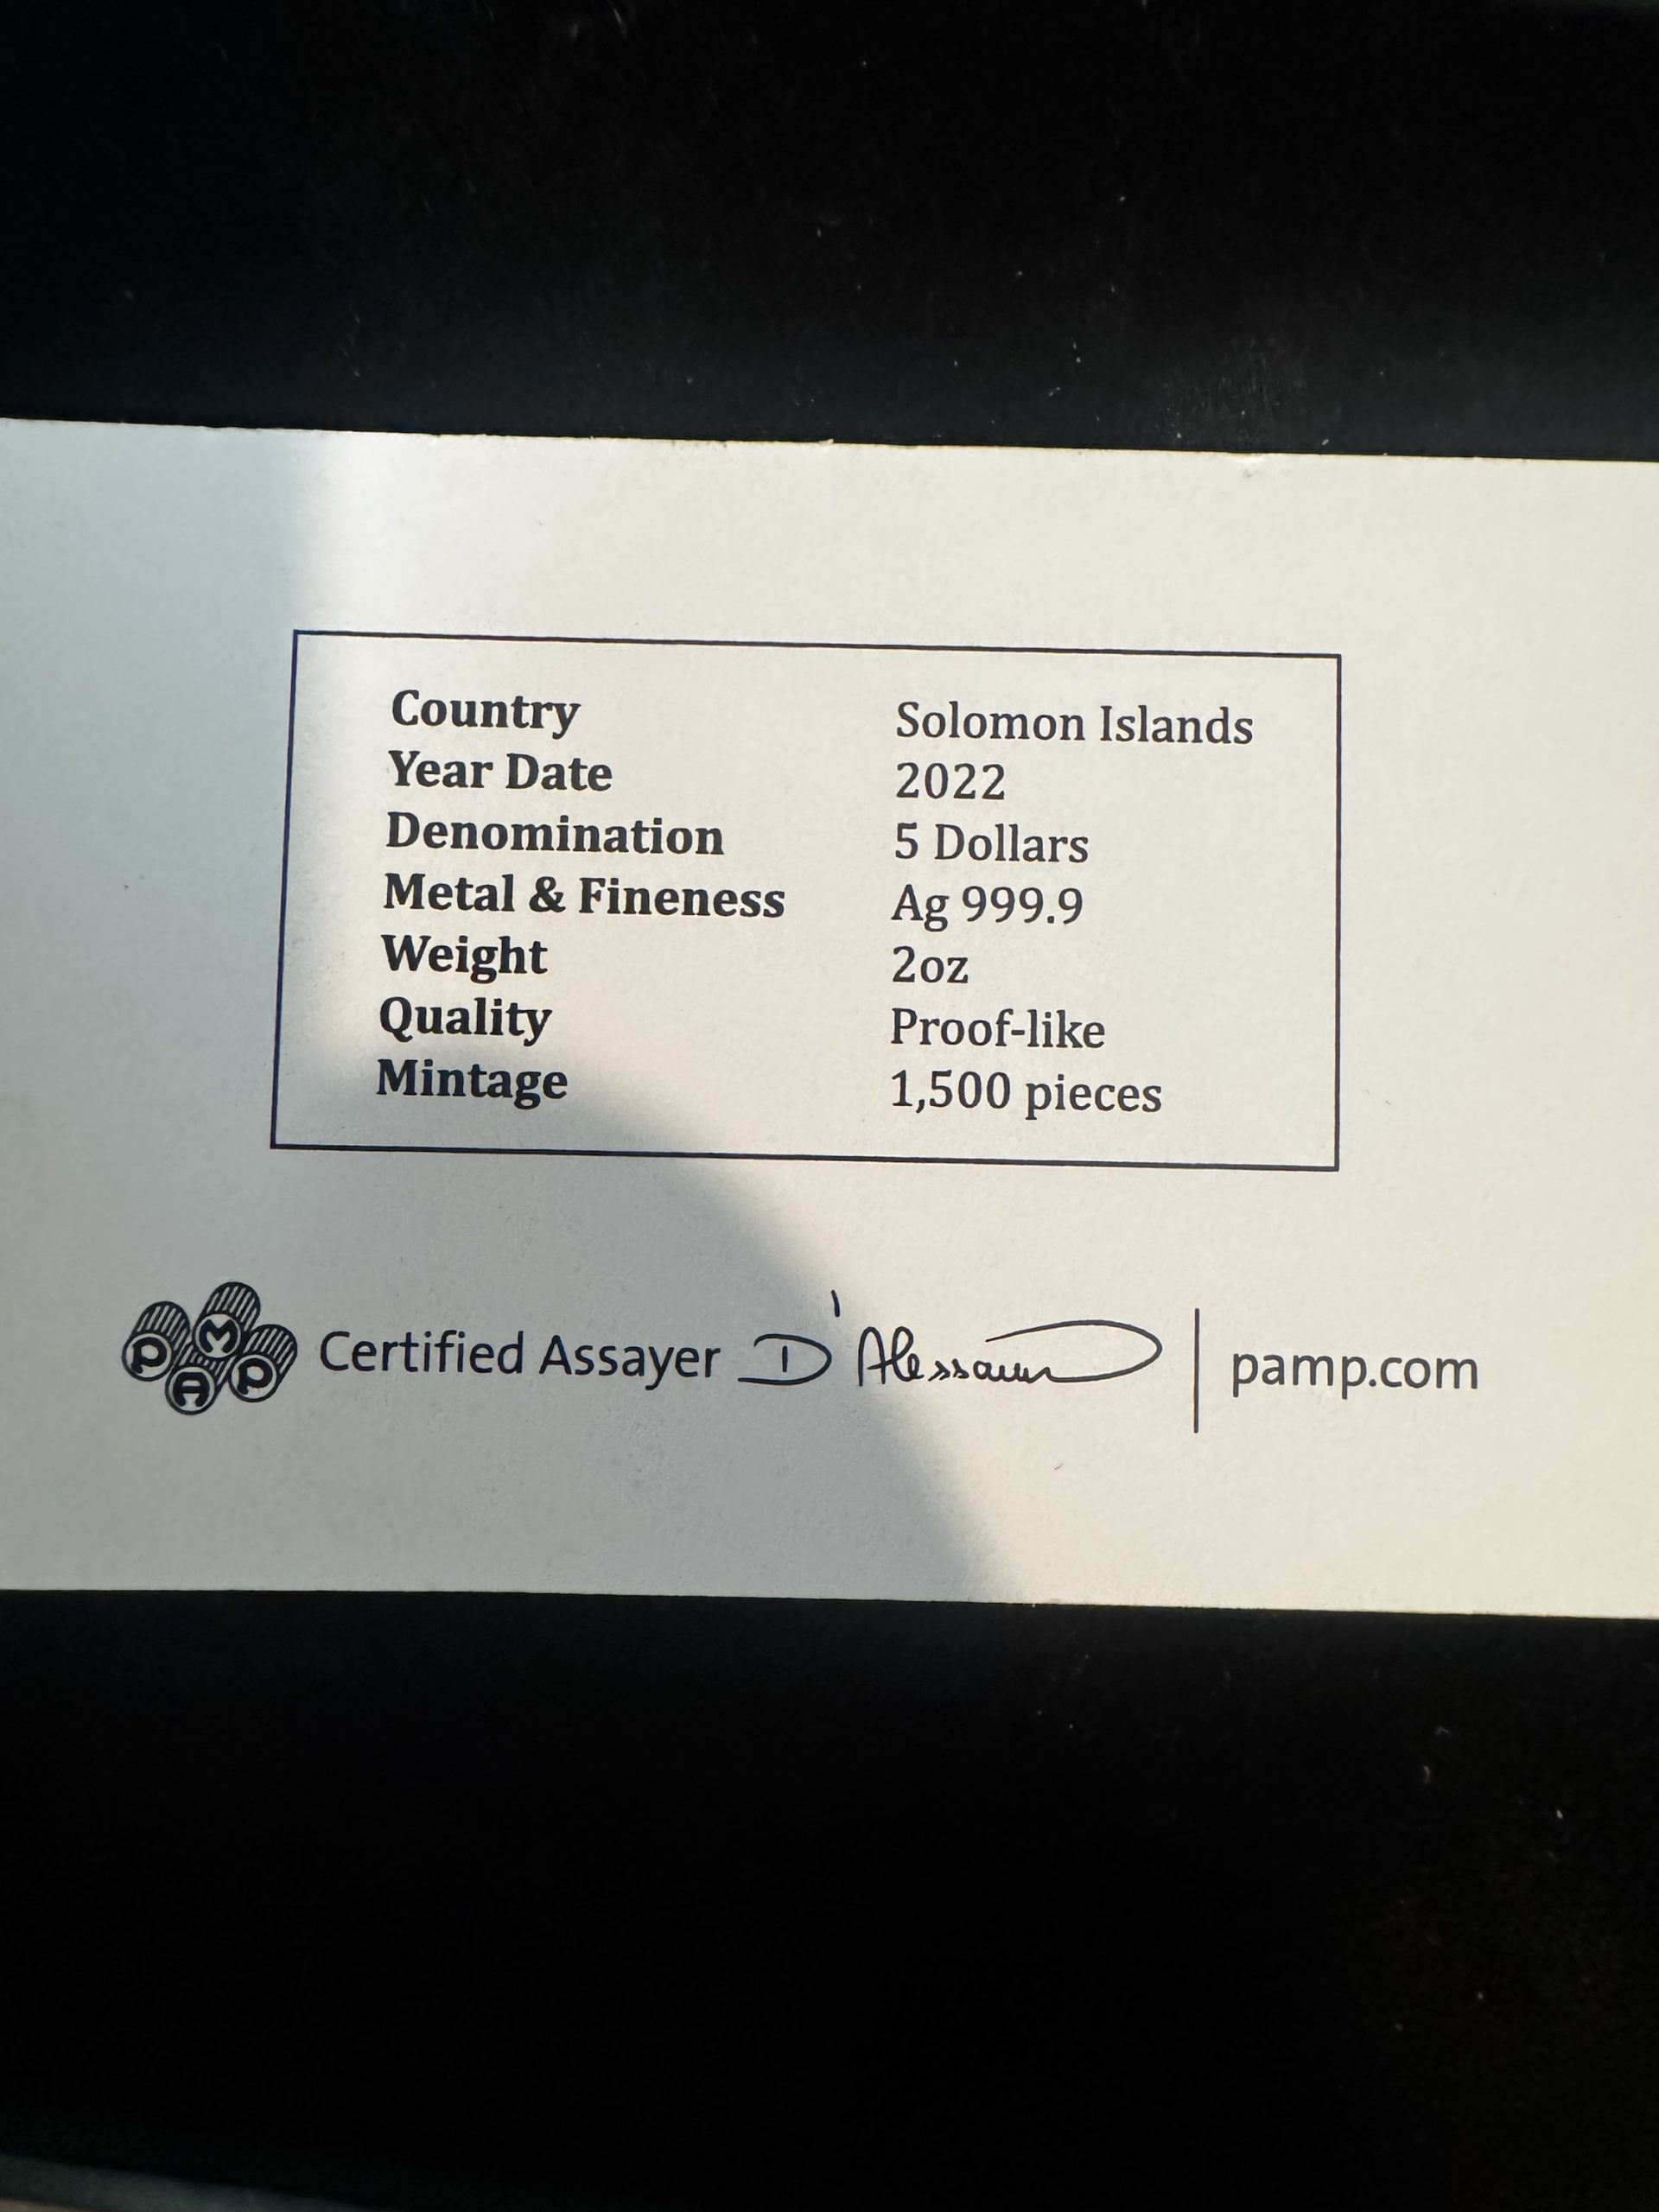 Country Solomon Islands
Year Date 2022
Denomination 5 Dollars
Metal & Fineness Ag 999.9
Weight 2oz
Quality Proof-like
Mintage 1,500 pieces
PAMP Certified Assayer D' | pamp.com